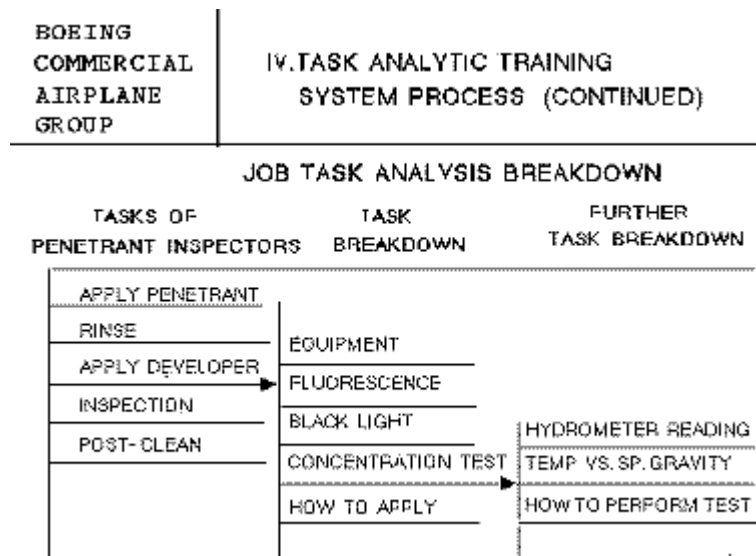 BOEING
COMMERCIAL
AIRPLANE
GROUP
IV.TASK ANALYTIC TRAINING
SYSTEM PROCESS (CONTINUED)
JOB TASK ANALYSIS BREAKDOWN
TASKS OF
PENETRANT INSPECTORS
TASK
BREAKDOWN
FURTHER
TASK BREAKDOWN
APPLY PENETRANT
RINSE
APPLY DEVELOPER
INSPECTION
POST-CLEAN
EQUIPMENT
FLUORESCENCE
BLACK LIGHT
CONCENTRATION TEST
HOW TO APPLY
HYDROMETER READING
TEMP VS. SP. GRAVITY
HOW TO PERFORM TEST